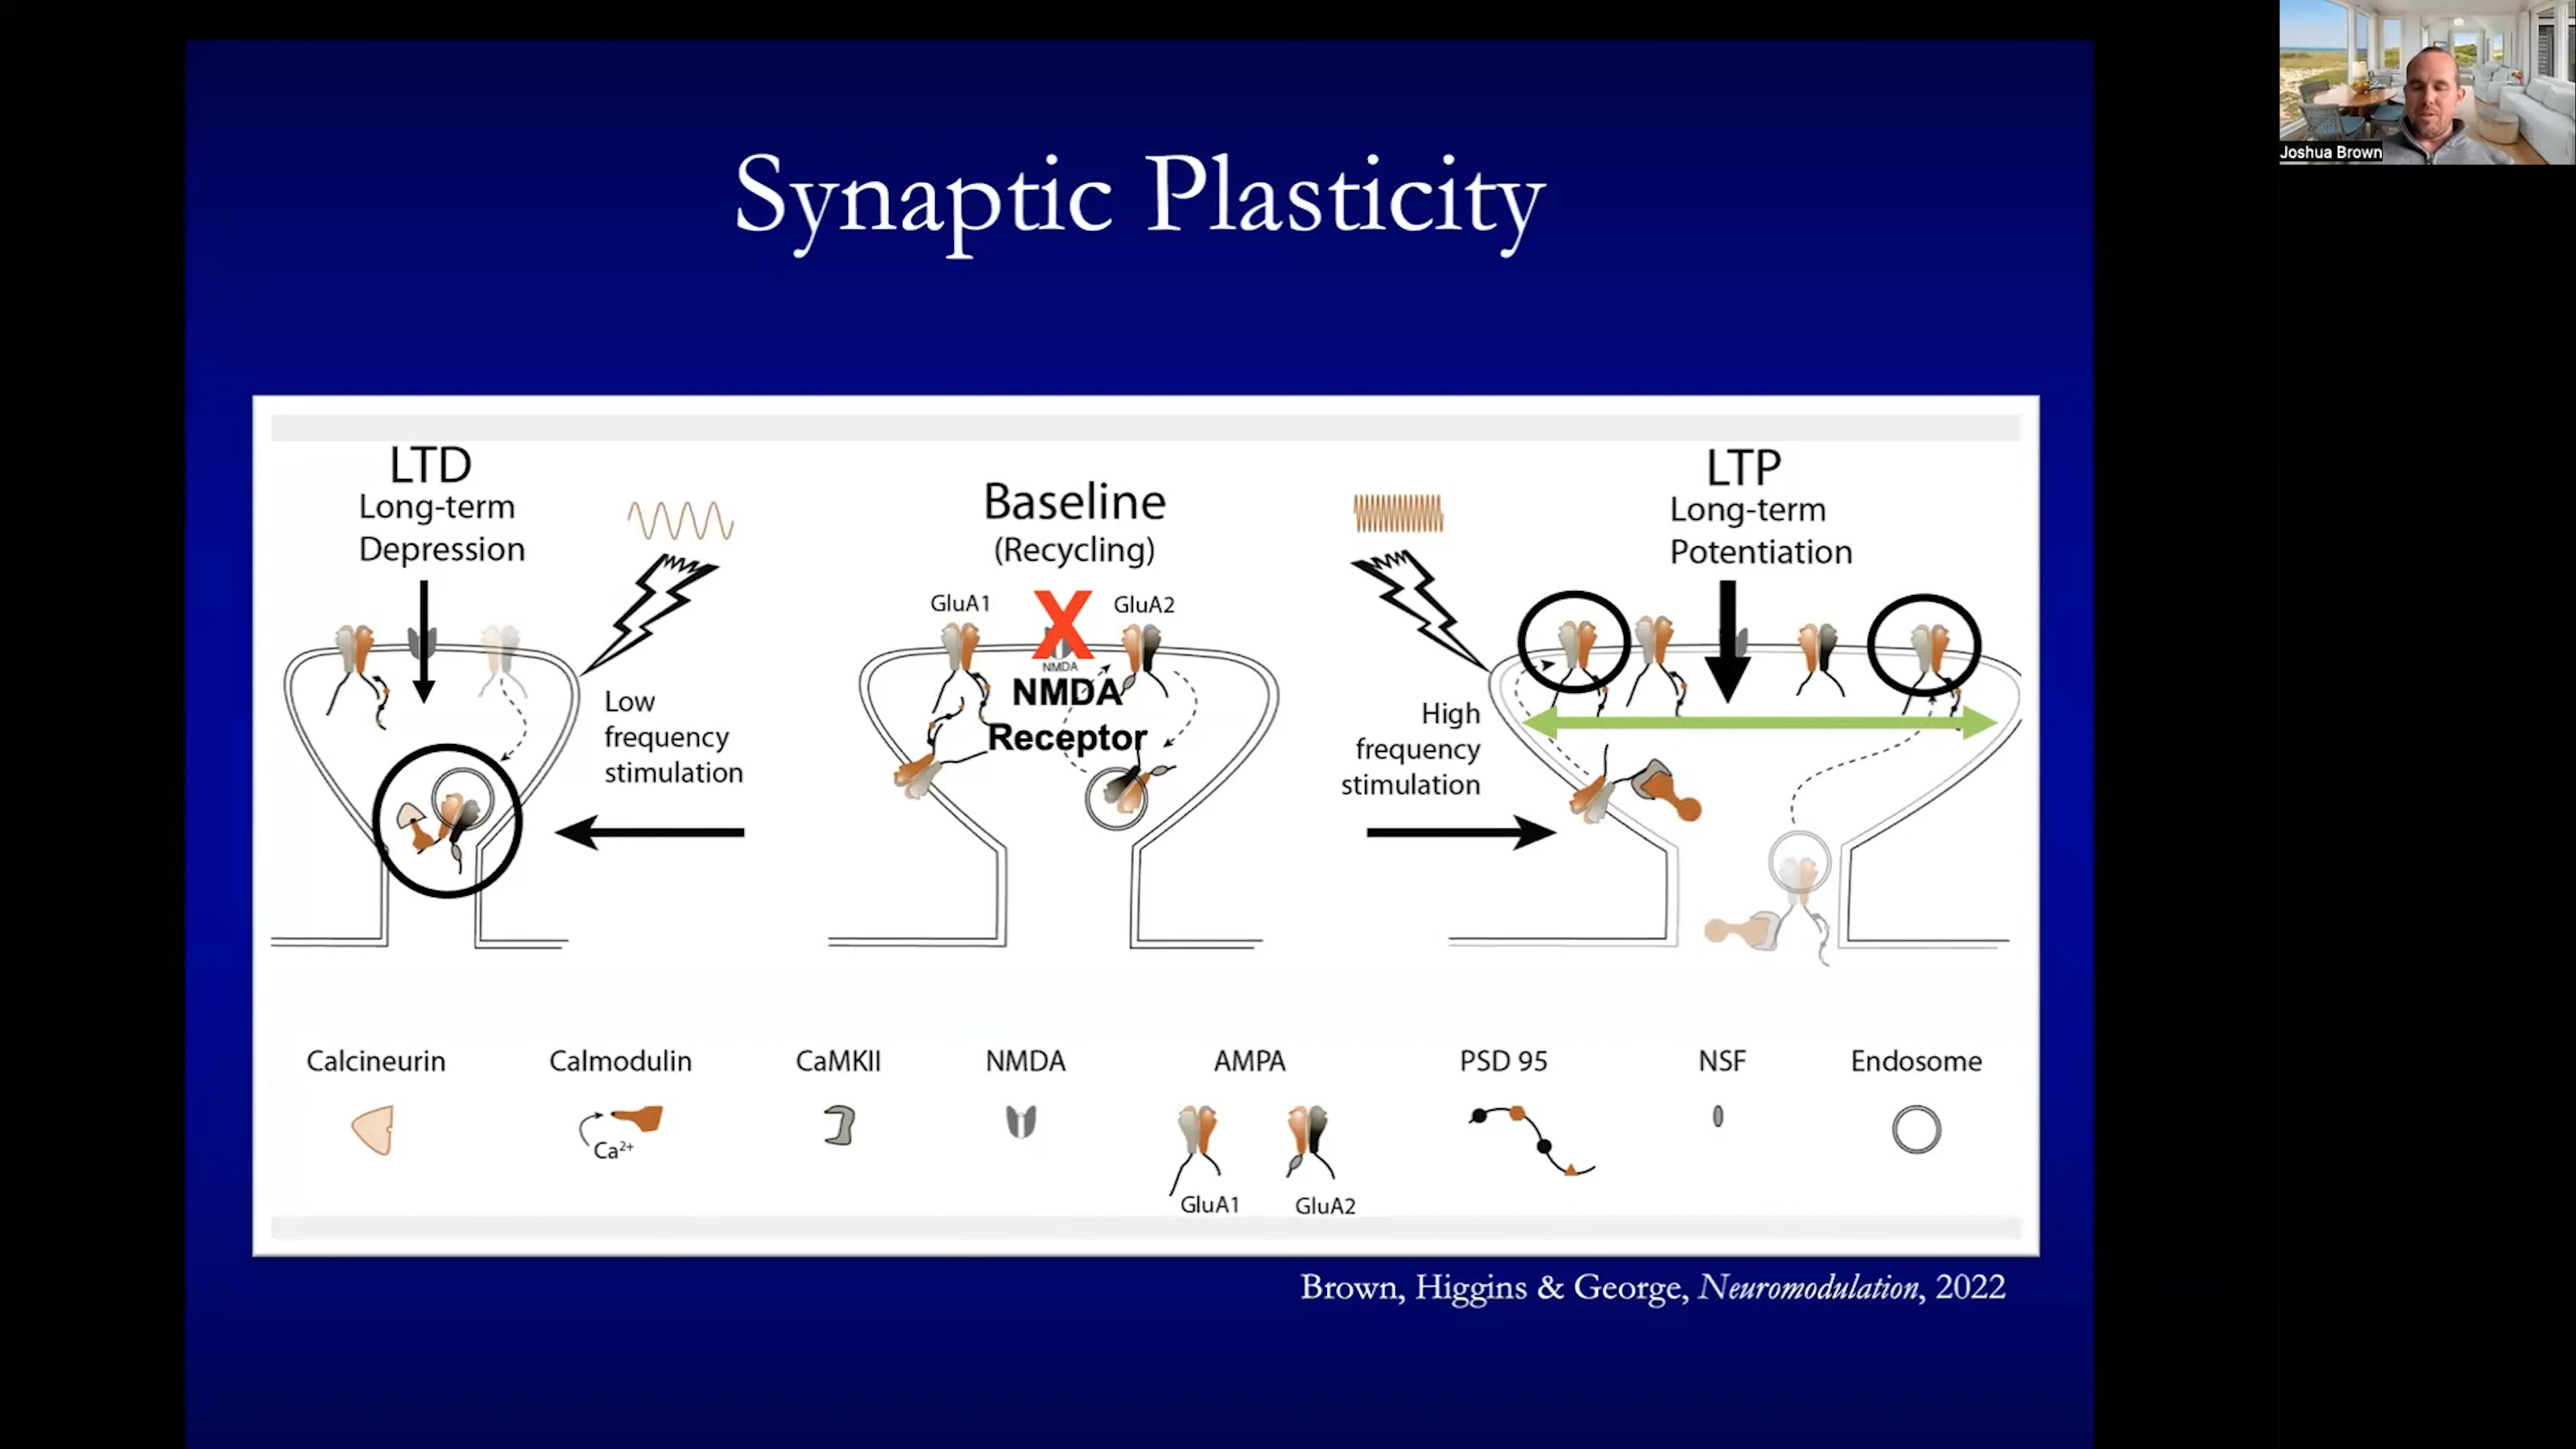 Joshua Brown
Synaptic Plasticity
LTD
Long-term
Depression
Low
frequency
stimulation
Baseline
(Recycling)
GluA1
X
GluA2
NMDA
NMDA
Receptor
LTP
Long-term
Potentiation
High
frequency
stimulation
Calcineurin
Calmodulin
Ca²⁺
CaMKII
NMDA
AMPA
GluA1
GluA2
PSD 95
NSF
Endosome
Brown, Higgins & George, Neuromodulation, 2022